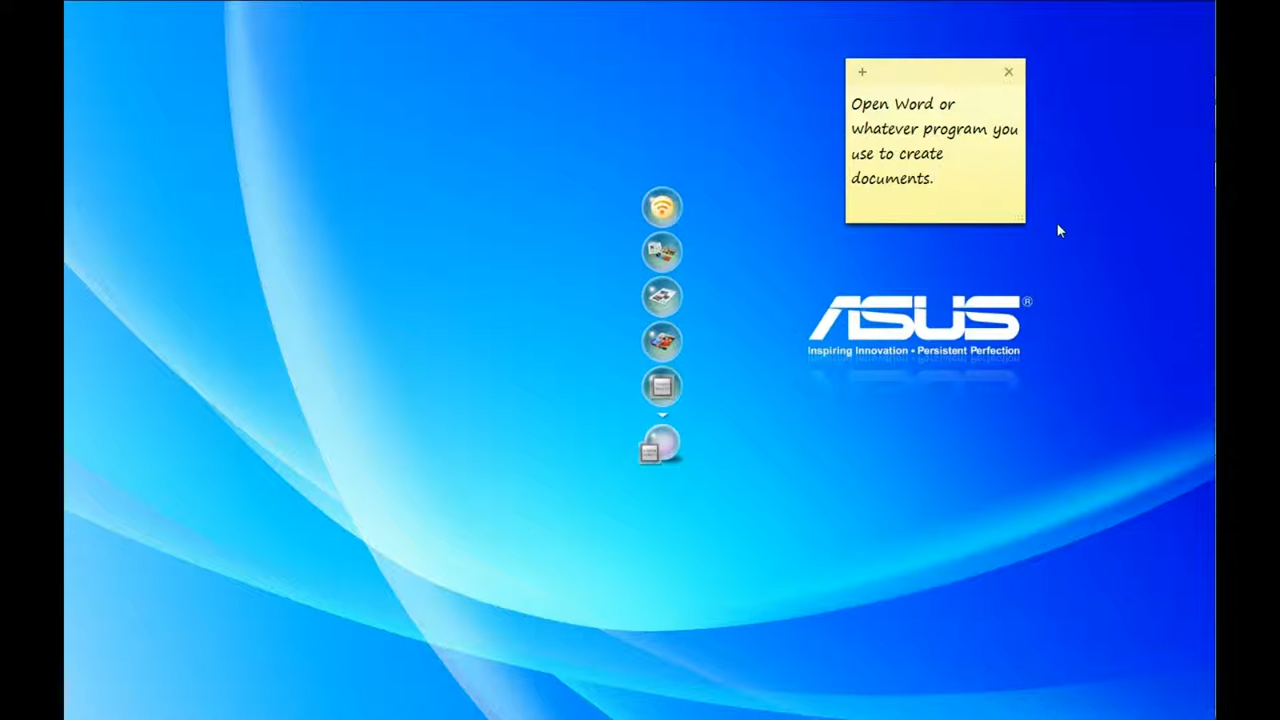 Open Word or
whatever program you
use to create
documents.
ASUS®
Inspiring Innovation • Persistent Perfection